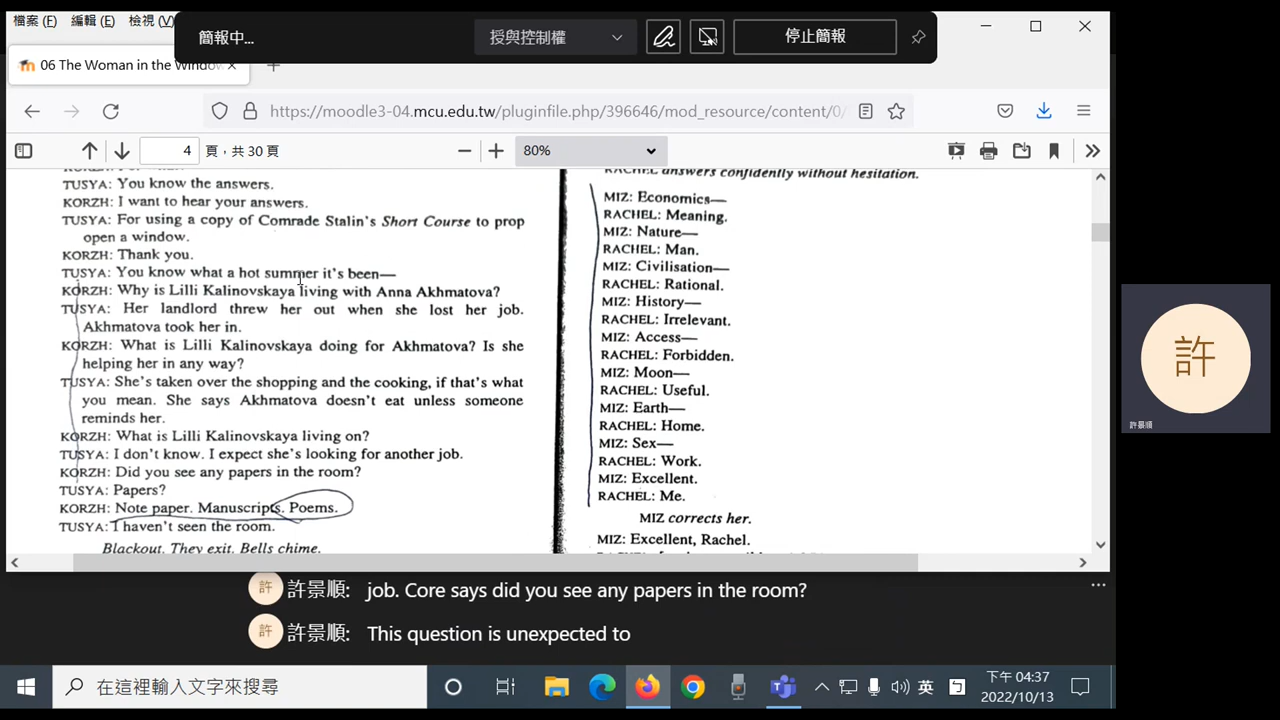 檔案 (F) 編輯 (E) 檢視 (V)
簡報中...
授與控制權
停止簡報
06 The Woman in the Window
https://moodle3-04.mcu.edu.tw/pluginfile.php/396646/mod_resource/content/0/
4 頁,共 30 頁
80%
TUSYA: You know the answers.
KORZH: I want to hear your answers.
TUSYA: For using a copy of Comrade Stalin's Short Course to prop
open a window.
KORZH: Thank you.
TUSYA: You know what a hot summer it's been—
KORZH: Why is Lilli Kalinovskaya living with Anna Akhmatova?
TUSYA: Her landlord threw her out when she lost her job.
Akhmatova took her in.
KORZH: What is Lilli Kalinovskaya doing for Akhmatova? Is she
helping her in any way?
TUSYA: She's taken over the shopping and the cooking, if that's what
you mean. She says Akhmatova doesn't eat unless someone
reminds her.
KORZH: What is Lilli Kalinovskaya living on?
TUSYA: I don't know. I expect she's looking for another job.
KORZH: Did you see any papers in the room?
TUSYA: Papers?
KORZH: Note paper. Manuscripts. Poems.
TUSYA: I haven't seen the room.
Blackout. They exit. Bells chime.
RACHEL answers confidently without hesitation.
MIZ: Economics—
RACHEL: Meaning.
MIZ: Nature—
RACHEL: Man.
MIZ: Civilisation—
RACHEL: Rational.
MIZ: History—
RACHEL: Irrelevant.
MIZ: Access—
RACHEL: Forbidden.
MIZ: Moon—
RACHEL: Useful.
MIZ: Earth—
RACHEL: Home.
MIZ: Sex—
RACHEL: Work.
MIZ: Excellent.
RACHEL: Me.
MIZ corrects her.
MIZ: Excellent, Rachel.
許
許景順
許 許景順: job. Core says did you see any papers in the room?
許 許景順: This question is unexpected to
在這裡輸入文字來搜尋
英
下午 04:37
2022/10/13